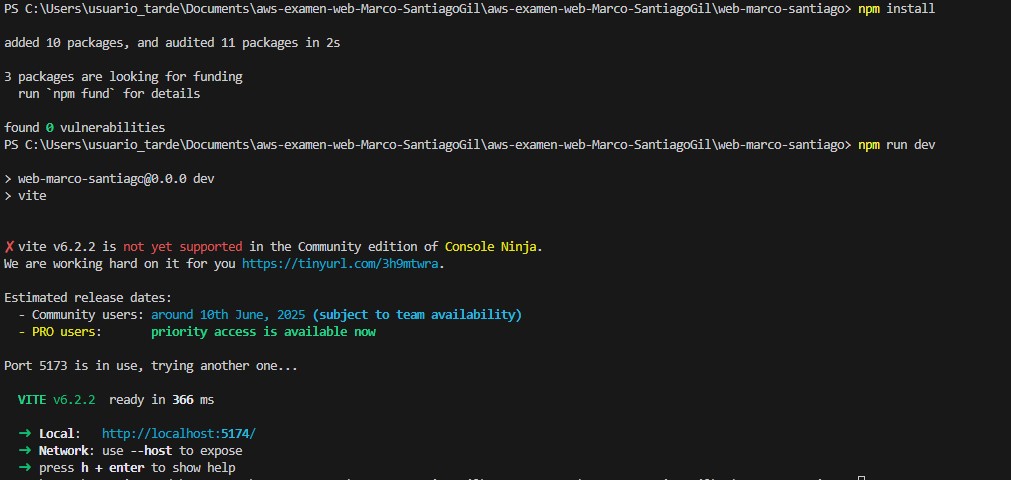 PS C:\Users\usuario_tarde\Documents\aws-examen-web-Marco-SantiagoGil\aws-examen-web-Marco-SantiagoGil\web-marco-santiago> npm install
added 10 packages, and audited 11 packages in 2s
3 packages are looking for funding
run `npm fund` for details
found 0 vulnerabilities
PS C:\Users\usuario_tarde\Documents\aws-examen-web-Marco-SantiagoGil\aws-examen-web-Marco-SantiagoGil\web-marco-santiago> npm run dev
> web-marco-santiago@0.0.0 dev
> vite
✗ vite v6.2.2 is not yet supported in the Community edition of Console Ninja.
We are working hard on it for you https://tinyurl.com/3h9mtwra.
Estimated release dates:
- Community users: around 10th June, 2025 (subject to team availability)
- PRO users: priority access is available now
Port 5173 is in use, trying another one...
VITE v6.2.2 ready in 366 ms
➜ Local: http://localhost:5174/
➜ Network: use --host to expose
➜ press h + enter to show help